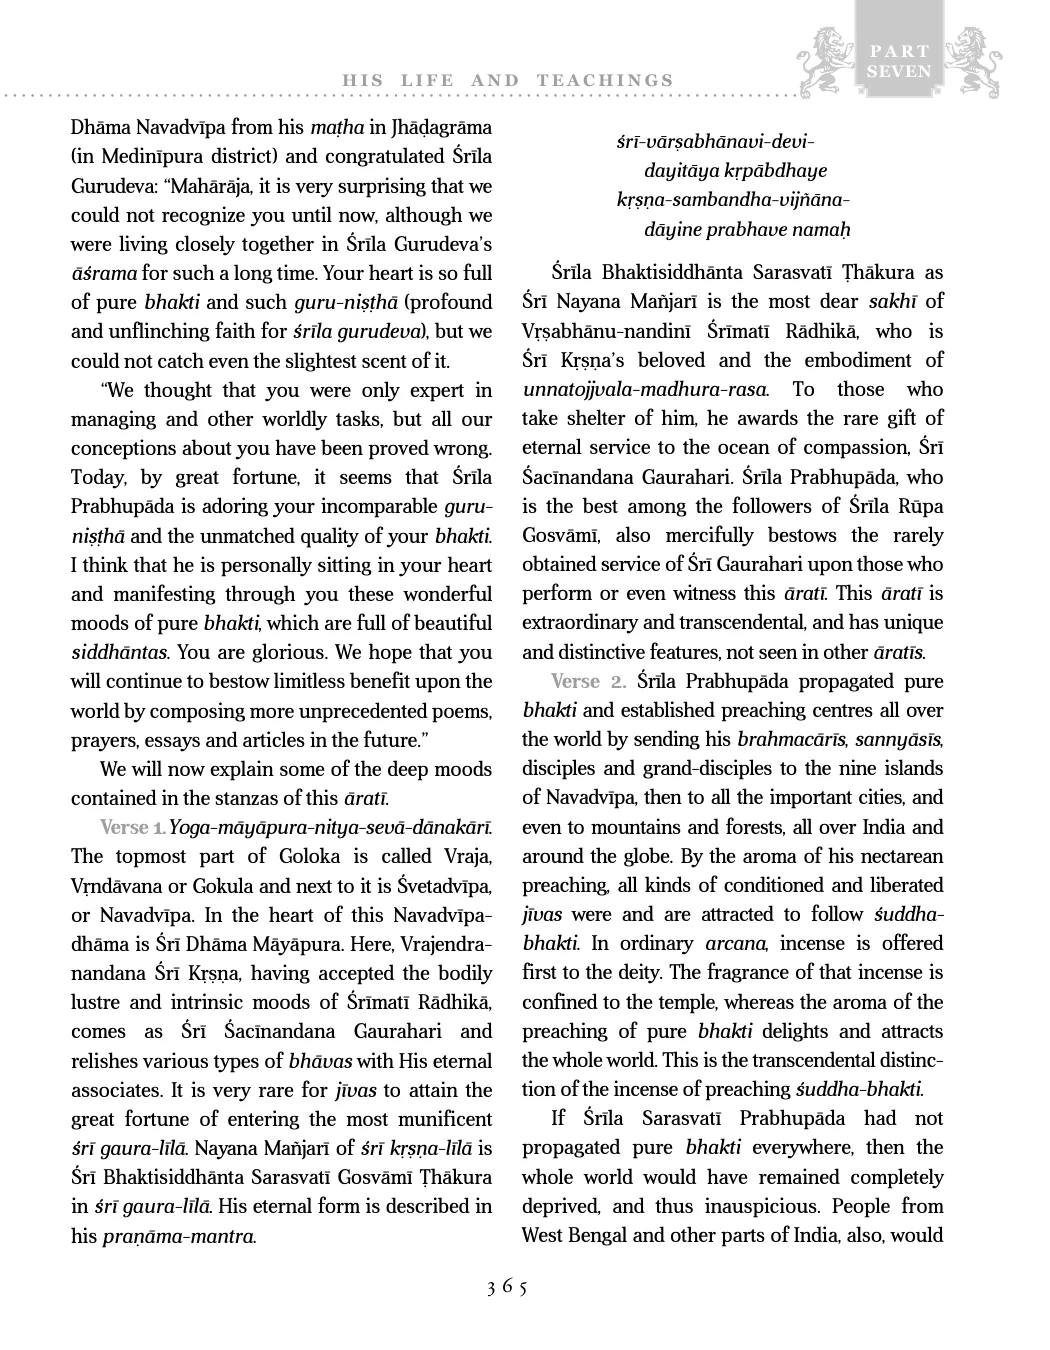 PART
SEVEN
HIS LIFE AND TEACHINGS
Dhāma Navadvīpa from his maṭha in Jhāḍagrāma
(in Medinīpura district) and congratulated Śrīla
Gurudeva: “Mahārāja, it is very surprising that we
could not recognize you until now, although we
were living closely together in Śrīla Gurudeva’s
āśrama for such a long time. Your heart is so full
of pure bhakti and such guru-niṣṭhā (profound
and unflinching faith for śrīla gurudeva), but we
could not catch even the slightest scent of it.
“We thought that you were only expert in
managing and other worldly tasks, but all our
conceptions about you have been proved wrong.
Today, by great fortune, it seems that Śrīla
Prabhupāda is adoring your incomparable guru-
niṣṭhā and the unmatched quality of your bhakti.
I think that he is personally sitting in your heart
and manifesting through you these wonderful
moods of pure bhakti, which are full of beautiful
siddhāntas. You are glorious. We hope that you
will continue to bestow limitless benefit upon the
world by composing more unprecedented poems,
prayers, essays and articles in the future.”
We will now explain some of the deep moods
contained in the stanzas of this āratī.
Verse 1. Yoga-māyāpura-nitya-sevā-dānakārī.
The topmost part of Goloka is called Vraja,
Vṛndāvana or Gokula and next to it is Śvetadvīpa,
or Navadvīpa. In the heart of this Navadvīpa-
dhāma is Śrī Dhāma Māyāpura. Here, Vrajendra-
nandana Śrī Kṛṣṇa, having accepted the bodily
lustre and intrinsic moods of Śrīmatī Rādhikā,
comes as Śrī Śacīnandana Gaurahari and
relishes various types of bhāvas with His eternal
associates. It is very rare for jīvas to attain the
great fortune of entering the most munificent
śrī gaura-līlā. Nayana Mañjarī of śrī kṛṣṇa-līlā is
Śrī Bhaktisiddhānta Sarasvatī Gosvāmī Ṭhākura
in śrī gaura-līlā. His eternal form is described in
his praṇāma-mantra.
śrī-vārṣabhānavi-devi-
dayitāya kṛpābdhaye
kṛṣṇa-sambandha-vijñāna-
dāyine prabhave namaḥ
Śrīla Bhaktisiddhānta Sarasvatī Ṭhākura as
Śrī Nayana Mañjarī is the most dear sakhī of
Vṛṣabhānu-nandinī Śrīmatī Rādhikā, who is
Śrī Kṛṣṇa’s beloved and the embodiment of
unnatojjvala-madhura-rasa. To those who
take shelter of him, he awards the rare gift of
eternal service to the ocean of compassion, Śrī
Śacīnandana Gaurahari. Śrīla Prabhupāda, who
is the best among the followers of Śrīla Rūpa
Gosvāmī, also mercifully bestows the rarely
obtained service of Śrī Gaurahari upon those who
perform or even witness this āratī. This āratī is
extraordinary and transcendental, and has unique
and distinctive features, not seen in other āratīs.
Verse 2. Śrīla Prabhupāda propagated pure
bhakti and established preaching centres all over
the world by sending his brahmacārīs, sannyāsīs,
disciples and grand-disciples to the nine islands
of Navadvīpa, then to all the important cities, and
even to mountains and forests, all over India and
around the globe. By the aroma of his nectarean
preaching, all kinds of conditioned and liberated
jīvas were and are attracted to follow śuddha-
bhakti. In ordinary arcana, incense is offered
first to the deity. The fragrance of that incense is
confined to the temple, whereas the aroma of the
preaching of pure bhakti delights and attracts
the whole world. This is the transcendental distinc-
tion of the incense of preaching śuddha-bhakti.
If Śrīla Sarasvatī Prabhupāda had not
propagated pure bhakti everywhere, then the
whole world would have remained completely
deprived, and thus inauspicious. People from
West Bengal and other parts of India, also, would
365